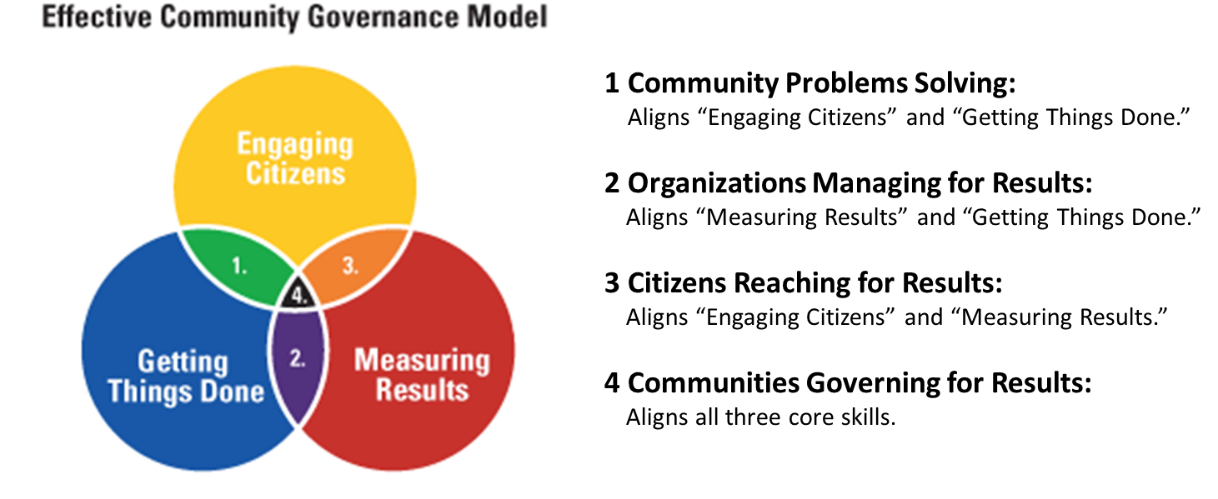 Effective Community Governance Model
Engaging
Citizens
1.
3.
4.
2.
Getting
Things Done
Measuring
Results
1 Community Problems Solving:
Aligns “Engaging Citizens” and “Getting Things Done.”
2 Organizations Managing for Results:
Aligns “Measuring Results” and “Getting Things Done.”
3 Citizens Reaching for Results:
Aligns “Engaging Citizens” and “Measuring Results.”
4 Communities Governing for Results:
Aligns all three core skills.